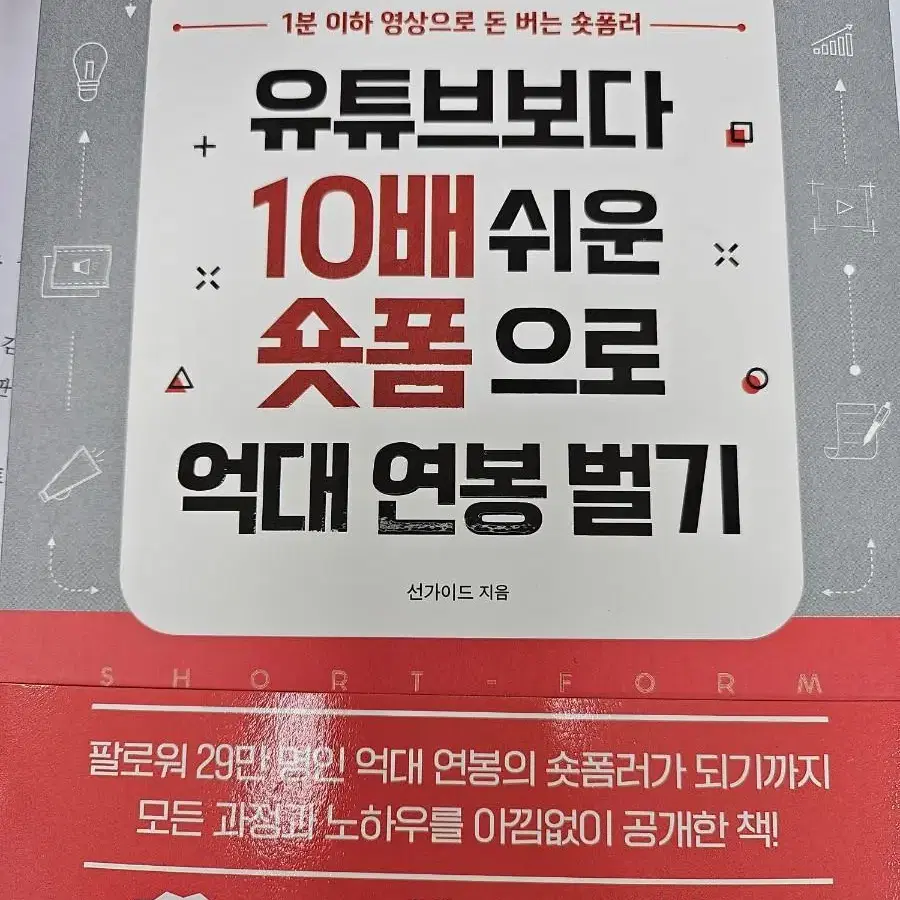 1분 이하 영상으로 돈 버는 숏폼러
유튜브보다
10배 쉬운
숏폼으로
억대 연봉 벌기
선가이드 지음
SHORT-FORM
팔로워 29만 명인 억대 연봉의 숏폼러가 되기까지
모든 과정과 노하우를 아낌없이 공개한 책!